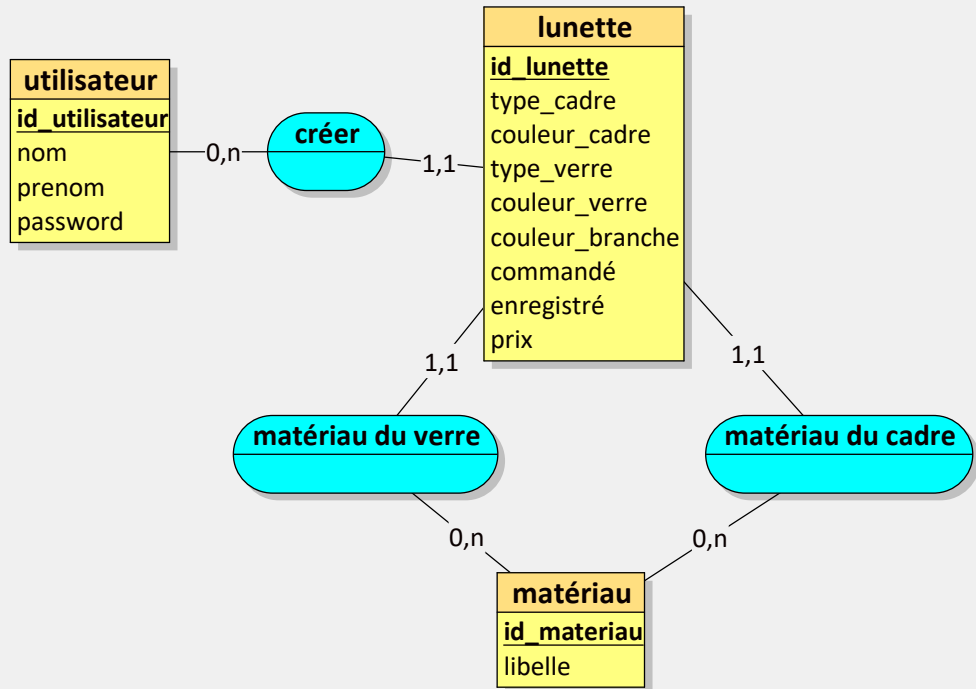 utilisateur
id_utilisateur
nom
prenom
password
0,n
créer
1,1
lunette
id_lunette
type_cadre
couleur_cadre
type_verre
couleur_verre
couleur_branche
commandé
enregistré
prix
1,1
1,1
matériau du verre
matériau du cadre
0,n
0,n
matériau
id_materiau
libelle